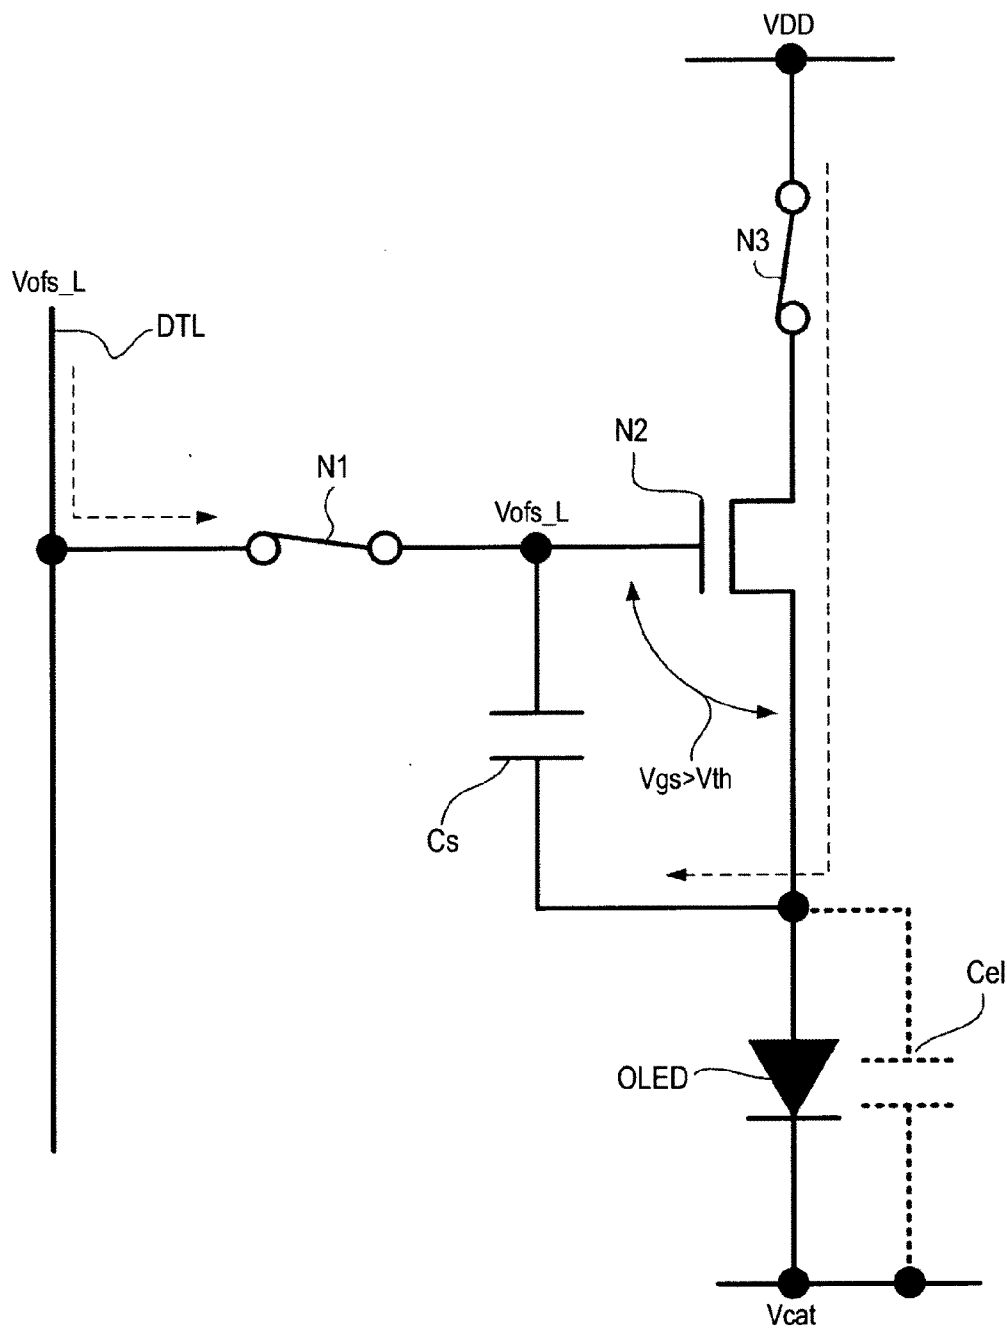 VDD
N3
Vofs_L
DTL
N2
N1
Vofs_L
Vgs>Vth
Cs
Cel
OLED
Vcat